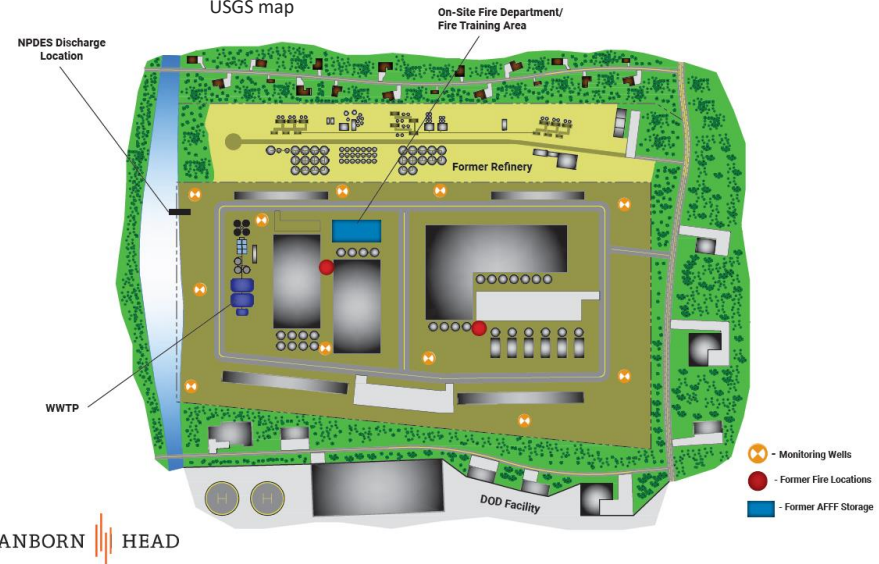 USGS map
On-Site Fire Department/
Fire Training Area
NPDES Discharge
Location
Former Refinery
WWTP
- Monitoring Wells
- Former Fire Locations
- Former AFFF Storage
DOD Facility
H H
ANBORN HEAD